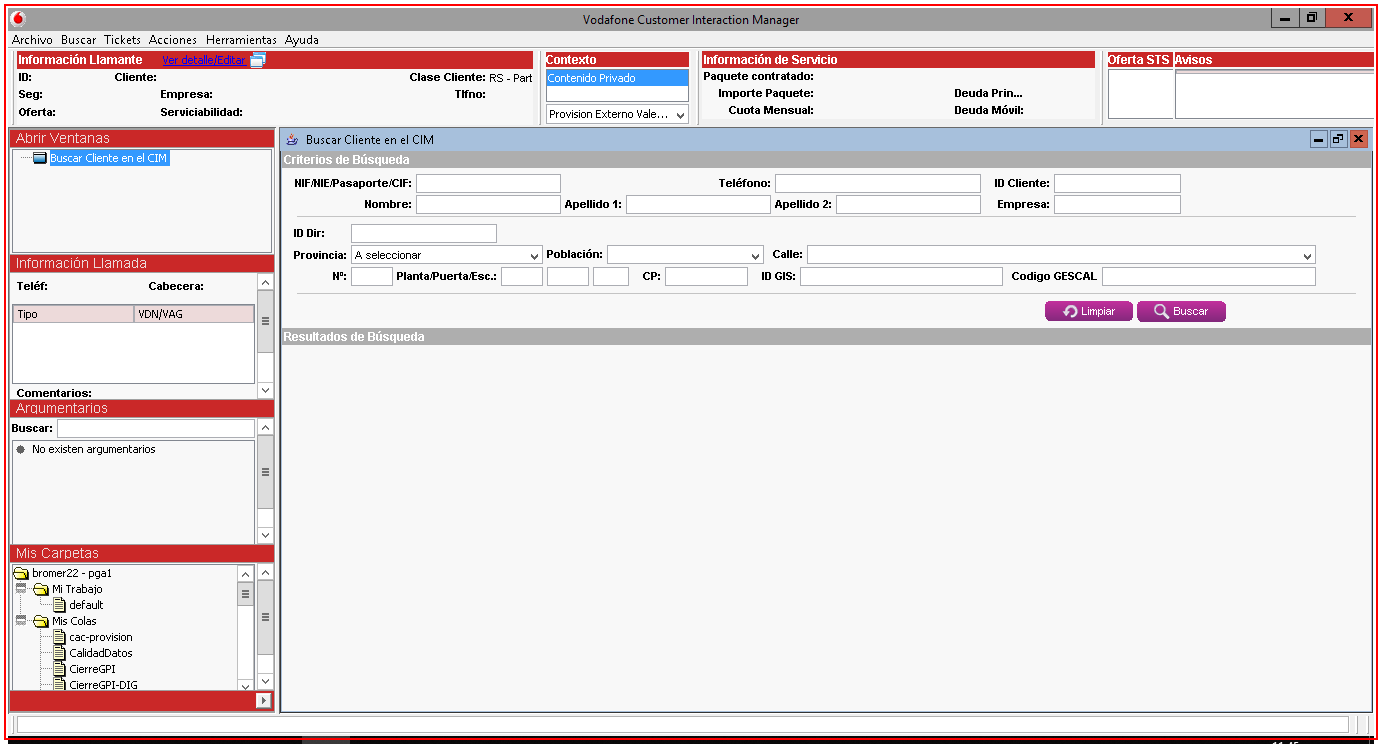 Vodafone Customer Interaction Manager
Archivo Buscar Tickets Acciones Herramientas Ayuda
Información Llamante Ver detalle/Editar
ID: Cliente: Clase Cliente: RS - Part
Seg: Empresa: Tlfno:
Oferta: Serviciabilidad:
Contexto
Contenido Privado
Provision Externo Vale...
Información de Servicio
Paquete contratado:
Importe Paquete: Deuda Prin...
Cuota Mensual: Deuda Móvil:
Oferta STS Avisos
Abrir Ventanas
Buscar Cliente en el CIM
Información Llamada
Teléf: Cabecera:
Tipo VDN/VAG
Comentarios:
Argumentarios
Buscar:
No existen argumentarios
Mis Carpetas
bromer22 - pga1
Mi Trabajo
default
Mis Colas
cac-provision
CalidadDatos
CierreGPI
CierreGPI-DIG
Buscar Cliente en el CIM
Criterios de Búsqueda
NIF/NIE/Pasaporte/CIF: Teléfono: ID Cliente:
Nombre: Apellido 1: Apellido 2: Empresa:
ID Dir:
Provincia: A seleccionar Población: Calle:
Nº: Planta/Puerta/Esc.: CP: ID GIS: Codigo GESCAL
Limpiar Buscar
Resultados de Búsqueda